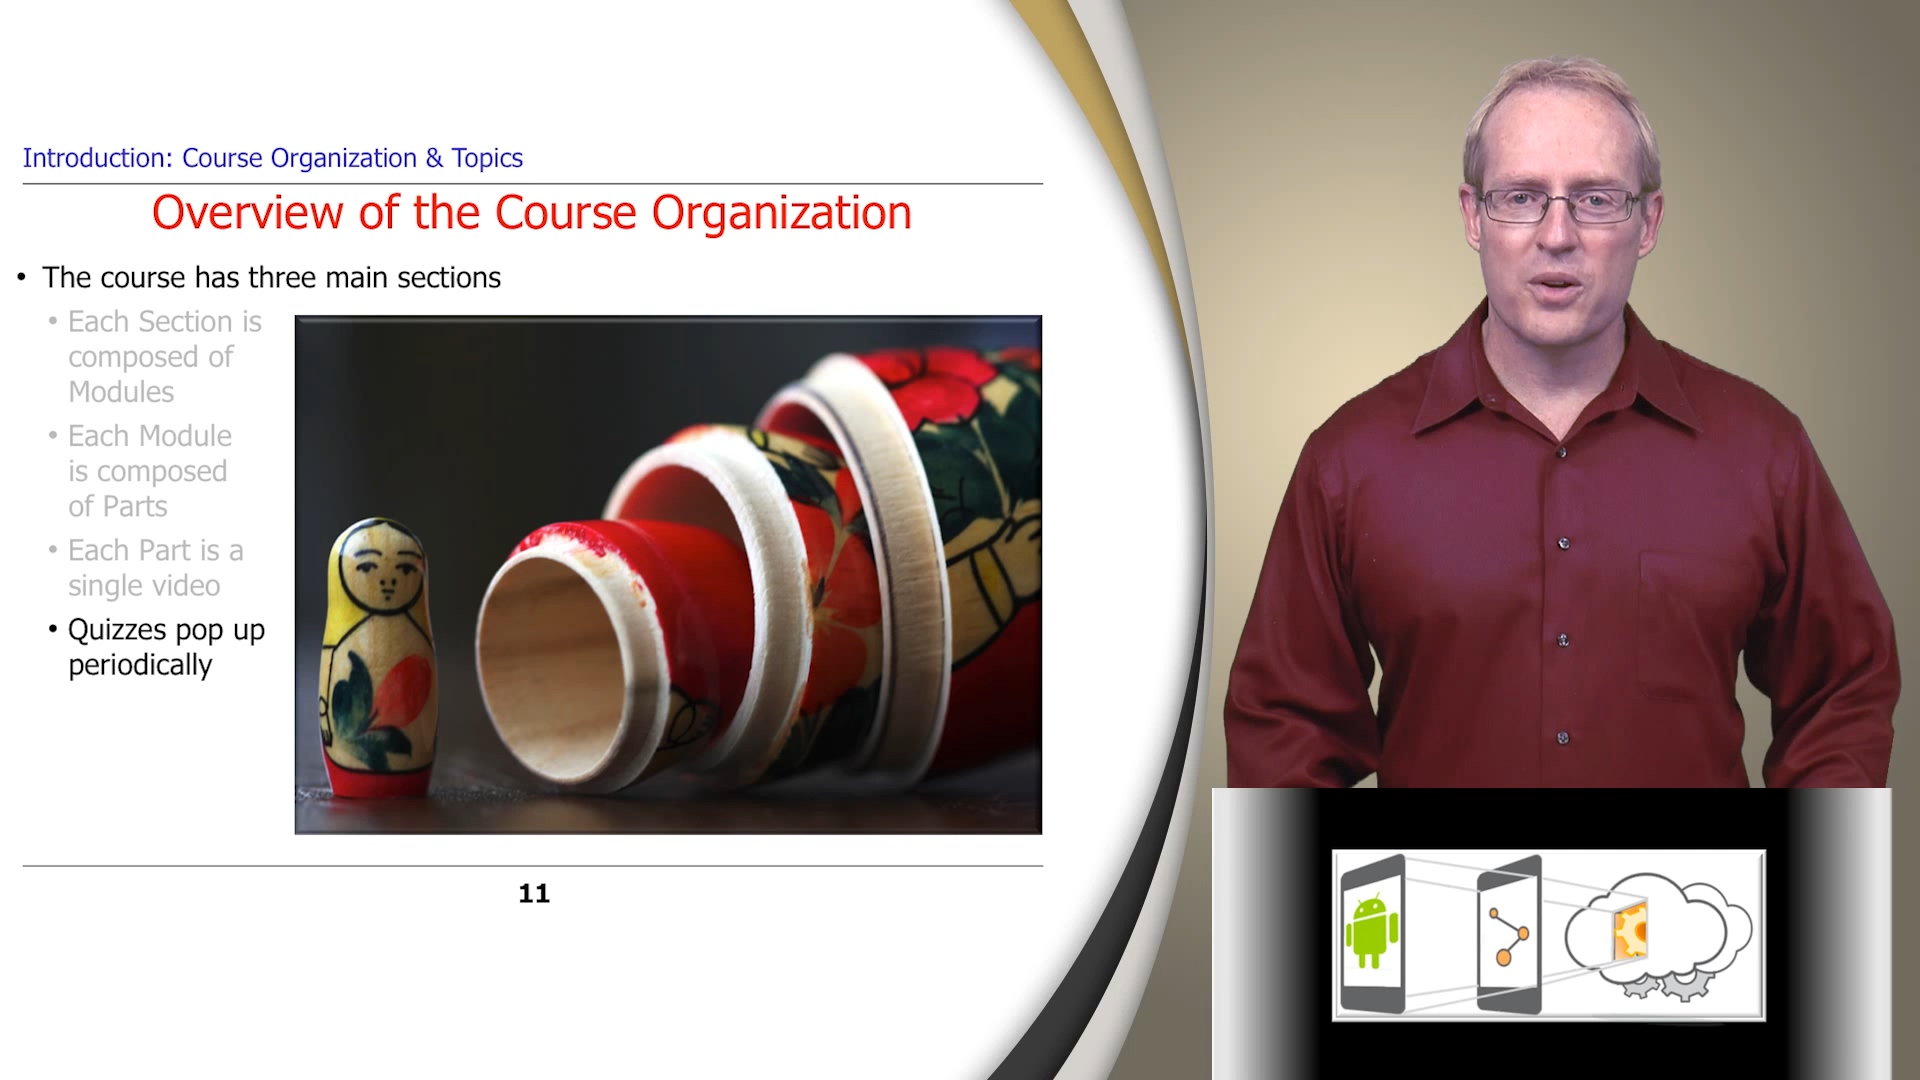 Introduction: Course Organization & Topics
Overview of the Course Organization
• The course has three main sections
• Each Section is
composed of
Modules
• Each Module
is composed
of Parts
• Each Part is a
single video
• Quizzes pop up
periodically
11